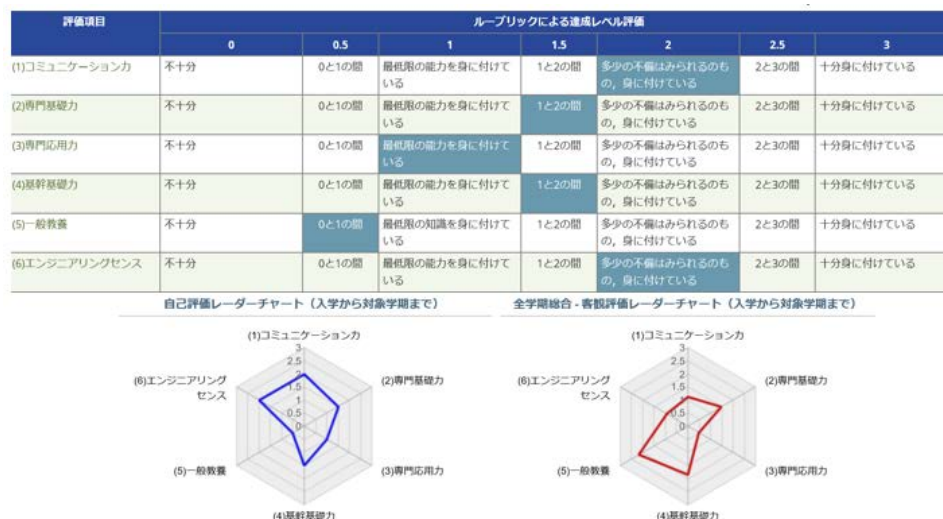 評価項目
ルーブリックによる達成レベル評価
0 0.5 1 1.5 2 2.5 3
(1)コミュニケーション力 不十分 0と1の間 最低限の能力を身に付けて 1と2の間 多少の不備はみられるのも 2と3の間 十分身に付けている
いる の，身に付けている
(2)専門基礎力 不十分 0と1の間 最低限の能力を身に付けて 1と2の間 多少の不備はみられるのも 2と3の間 十分身に付けている
いる の，身に付けている
(3)専門応用力 不十分 0と1の間 最低限の能力を身に付けて 1と2の間 多少の不備はみられるのも 2と3の間 十分身に付けている
いる の，身に付けている
(4)基幹基礎力 不十分 0と1の間 最低限の能力を身に付けて 1と2の間 多少の不備はみられるのも 2と3の間 十分身に付けている
いる の，身に付けている
(5)一般教養 不十分 0と1の間 最低限の知識を身に付けて 1と2の間 多少の不備はみられるのも 2と3の間 十分身に付けている
いる の，身に付けている
(6)エンジニアリングセンス 不十分 0と1の間 最低限の能力を身に付けて 1と2の間 多少の不備はみられるのも 2と3の間 十分身に付けている
いる の，身に付けている
自己評価レーダーチャート（入学から対象学期まで）
(1)コミュニケーション力
3
2.5
2
1.5
1
0.5
0
(2)専門基礎力
(3)専門応用力
(4)基幹基礎力
(5)一般教養
(6)エンジニアリング
センス
全学期総合 - 客観評価レーダーチャート（入学から対象学期まで）
(1)コミュニケーション力
3
2.5
2
1.5
1
0.5
0
(2)専門基礎力
(3)専門応用力
(4)基幹基礎力
(5)一般教養
(6)エンジニアリング
センス